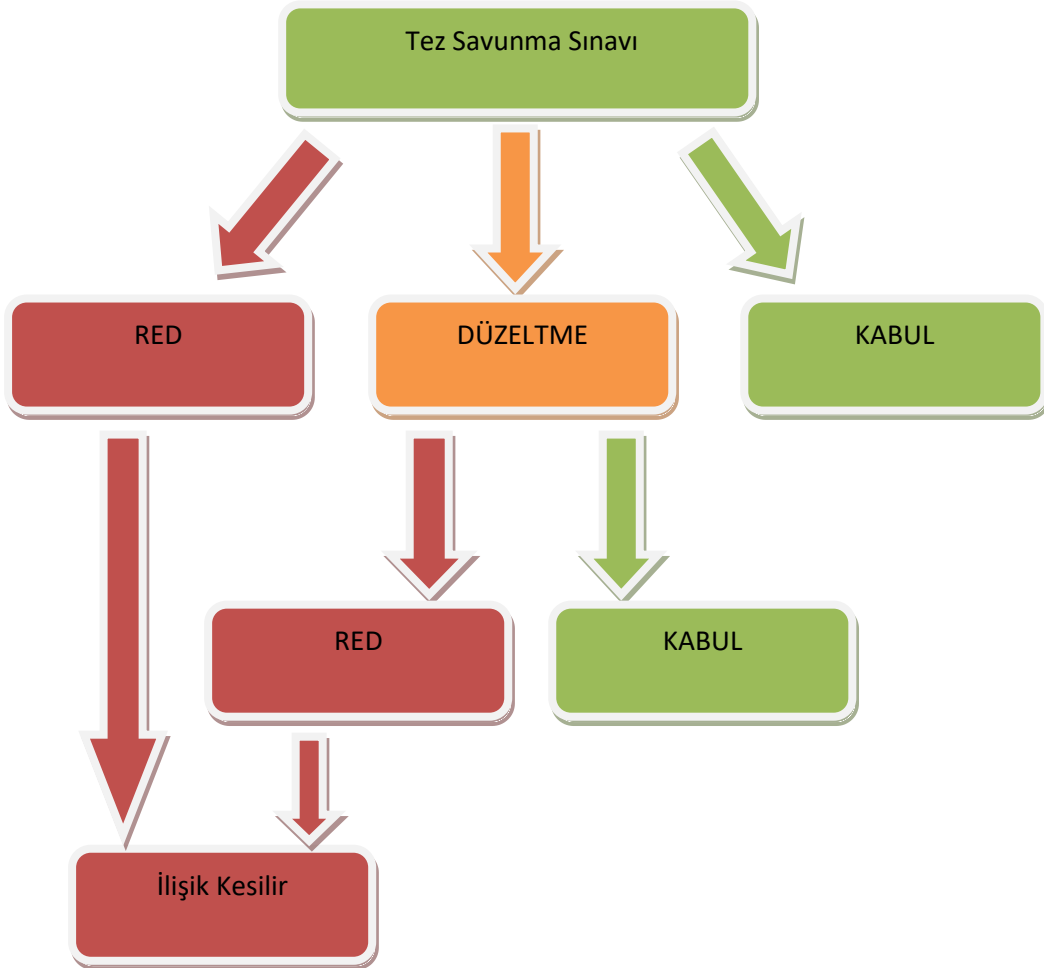 Tez Savunma Sınavı
RED
DÜZELTME
KABUL
RED
KABUL
İlişik Kesilir